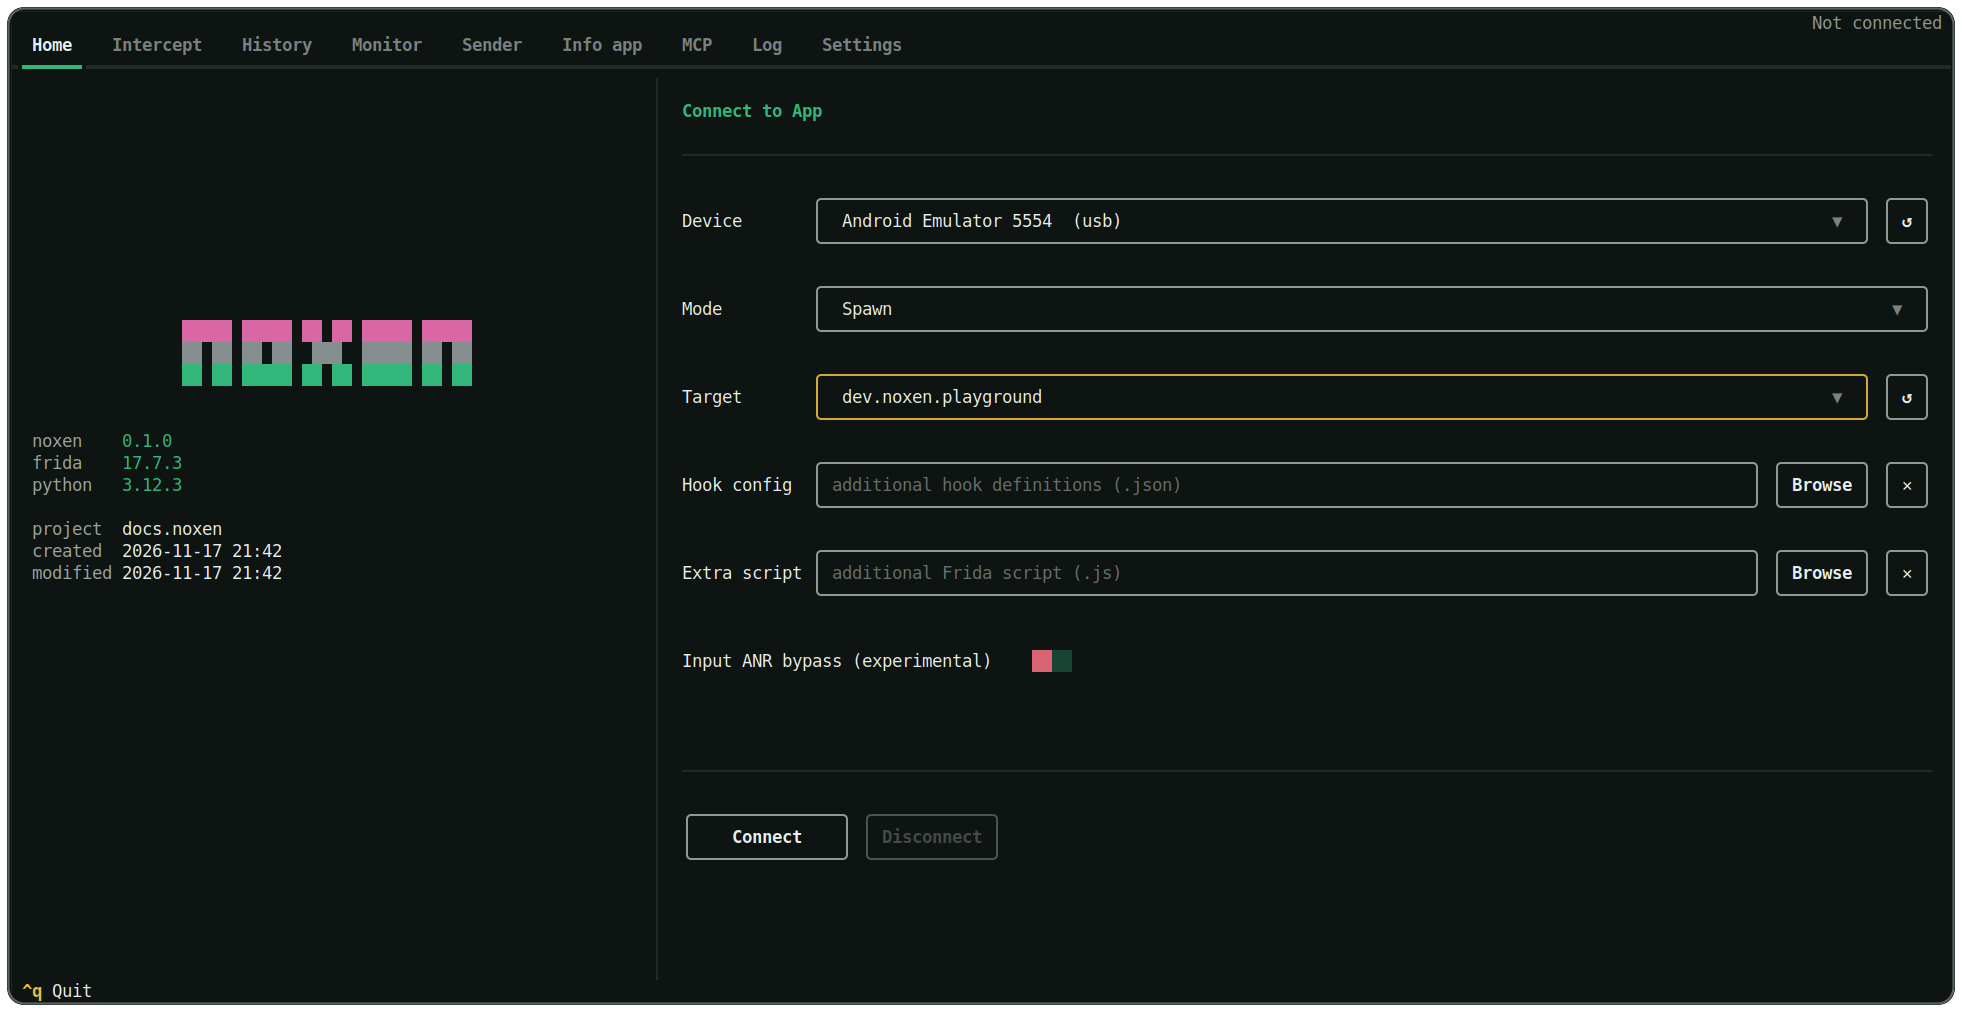 Not connected
Home Intercept History Monitor Sender Info app MCP Log Settings
Connect to App
Device Android Emulator 5554 (usb) ▼ ↺
Mode Spawn ▼
Target dev.noxen.playground ▼ ↺
Hook config additional hook definitions (.json) Browse ×
Extra script additional Frida script (.js) Browse ×
Input ANR bypass (experimental)
Connect Disconnect
noxen
noxen 0.1.0
frida 17.7.3
python 3.12.3
project docs.noxen
created 2026-11-17 21:42
modified 2026-11-17 21:42
^q Quit